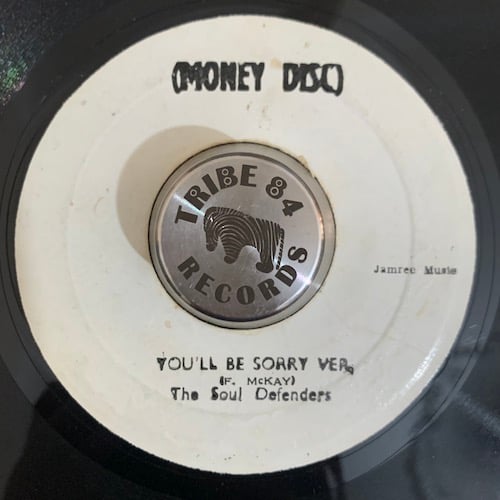 (MONEY DISC)
TRIBE 84
RECORDS
Jamrec Music
YOU'LL BE SORRY VER.
(F. McKAY)
The Soul Defenders